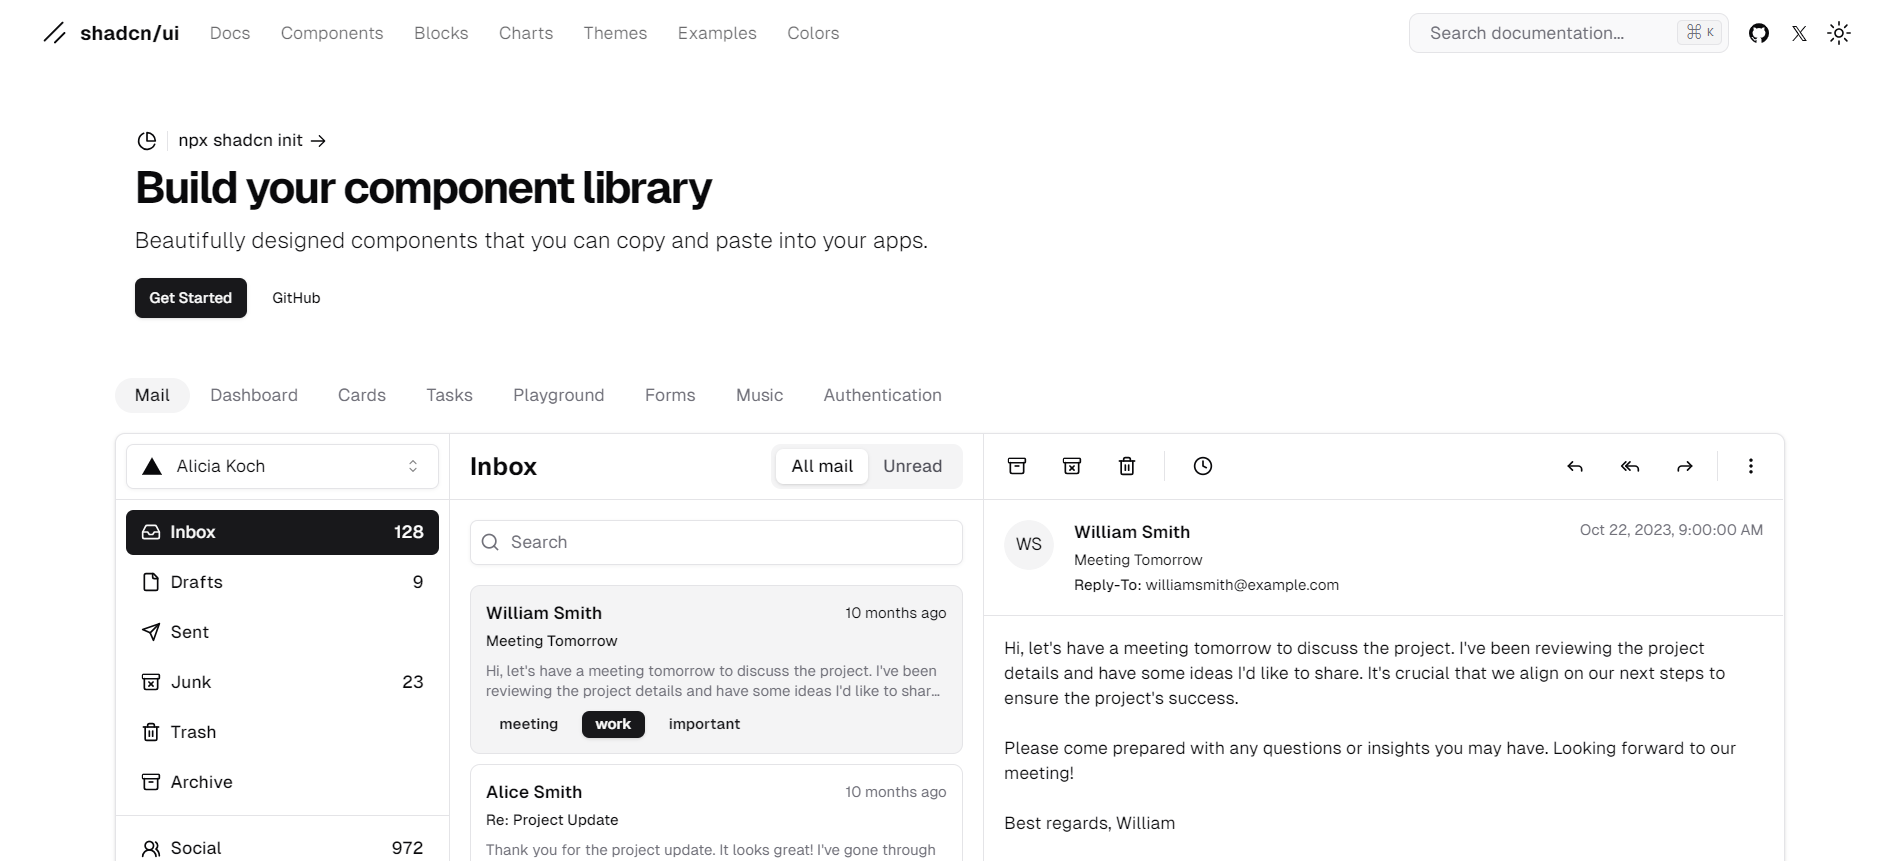 shadcn/ui Docs Components Blocks Charts Themes Examples Colors Search documentation... ⌘ K
npx shadcn init →
Build your component library
Beautifully designed components that you can copy and paste into your apps.
Get Started GitHub
Mail Dashboard Cards Tasks Playground Forms Music Authentication
Alicia Koch
Inbox 128
Drafts 9
Sent
Junk 23
Trash
Archive
Social 972
Inbox All mail Unread
Search
William Smith 10 months ago
Meeting Tomorrow
Hi, let's have a meeting tomorrow to discuss the project. I've been
reviewing the project details and have some ideas I'd like to shar...
meeting work important
Alice Smith 10 months ago
Re: Project Update
Thank you for the project update. It looks great! I've gone through
WS
William Smith Oct 22, 2023, 9:00:00 AM
Meeting Tomorrow
Reply-To: williamsmith@example.com
Hi, let's have a meeting tomorrow to discuss the project. I've been reviewing the project
details and have some ideas I'd like to share. It's crucial that we align on our next steps to
ensure the project's success.
Please come prepared with any questions or insights you may have. Looking forward to our
meeting!
Best regards, William